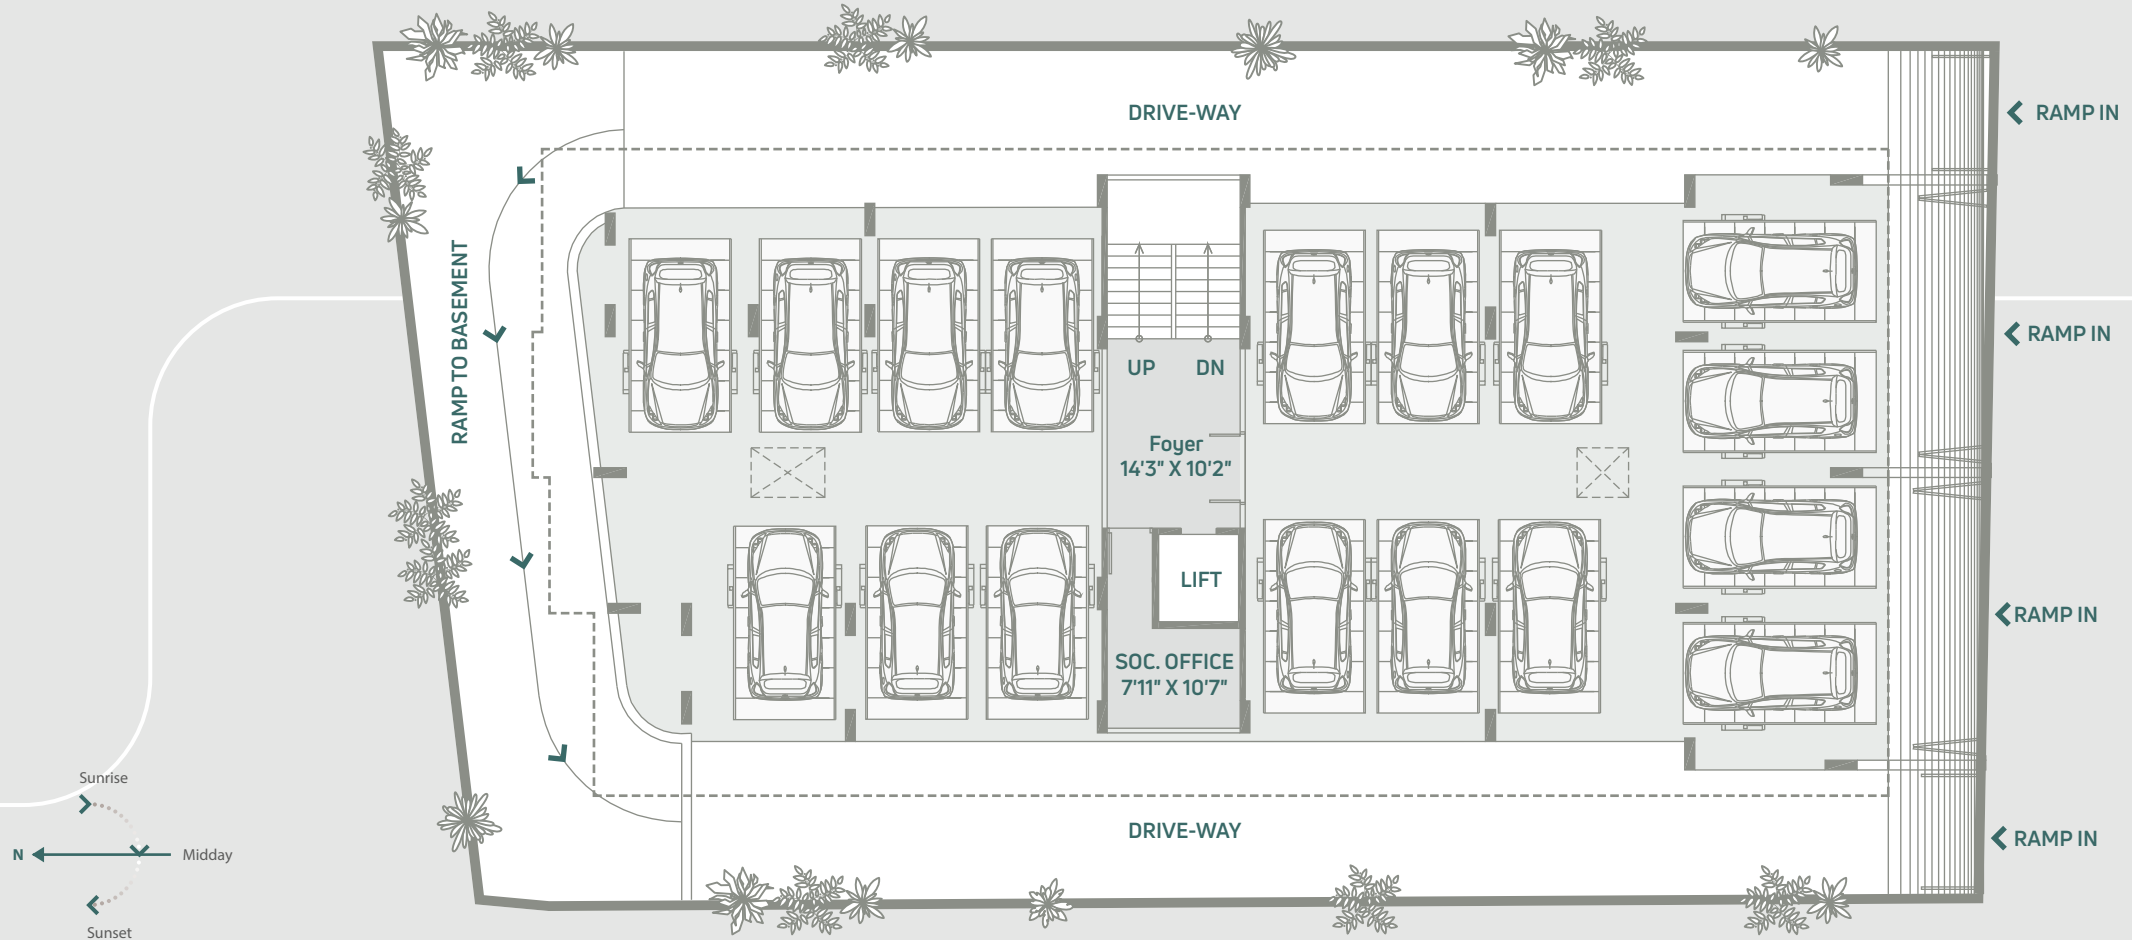 DRIVE-WAY
RAMP IN
RAMP TO BASEMENT
RAMP IN
UP
DN
Foyer
14'3" X 10'2"
LIFT
RAMP IN
SOC. OFFICE
7'11" X 10'7"
DRIVE-WAY
RAMP IN
Sunrise
N
Midday
Sunset